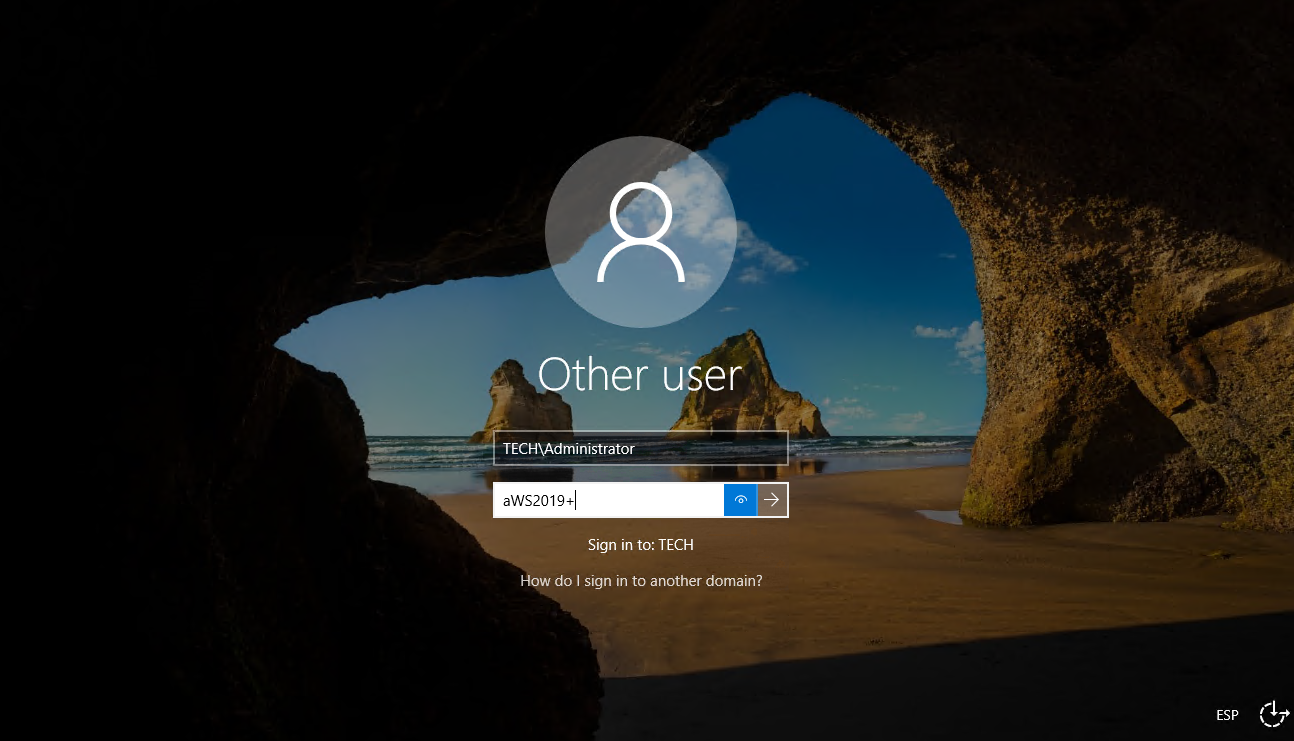 Other user
TECH\Administrator
aWS2019+
Sign in to: TECH
How do I sign in to another domain?
ESP